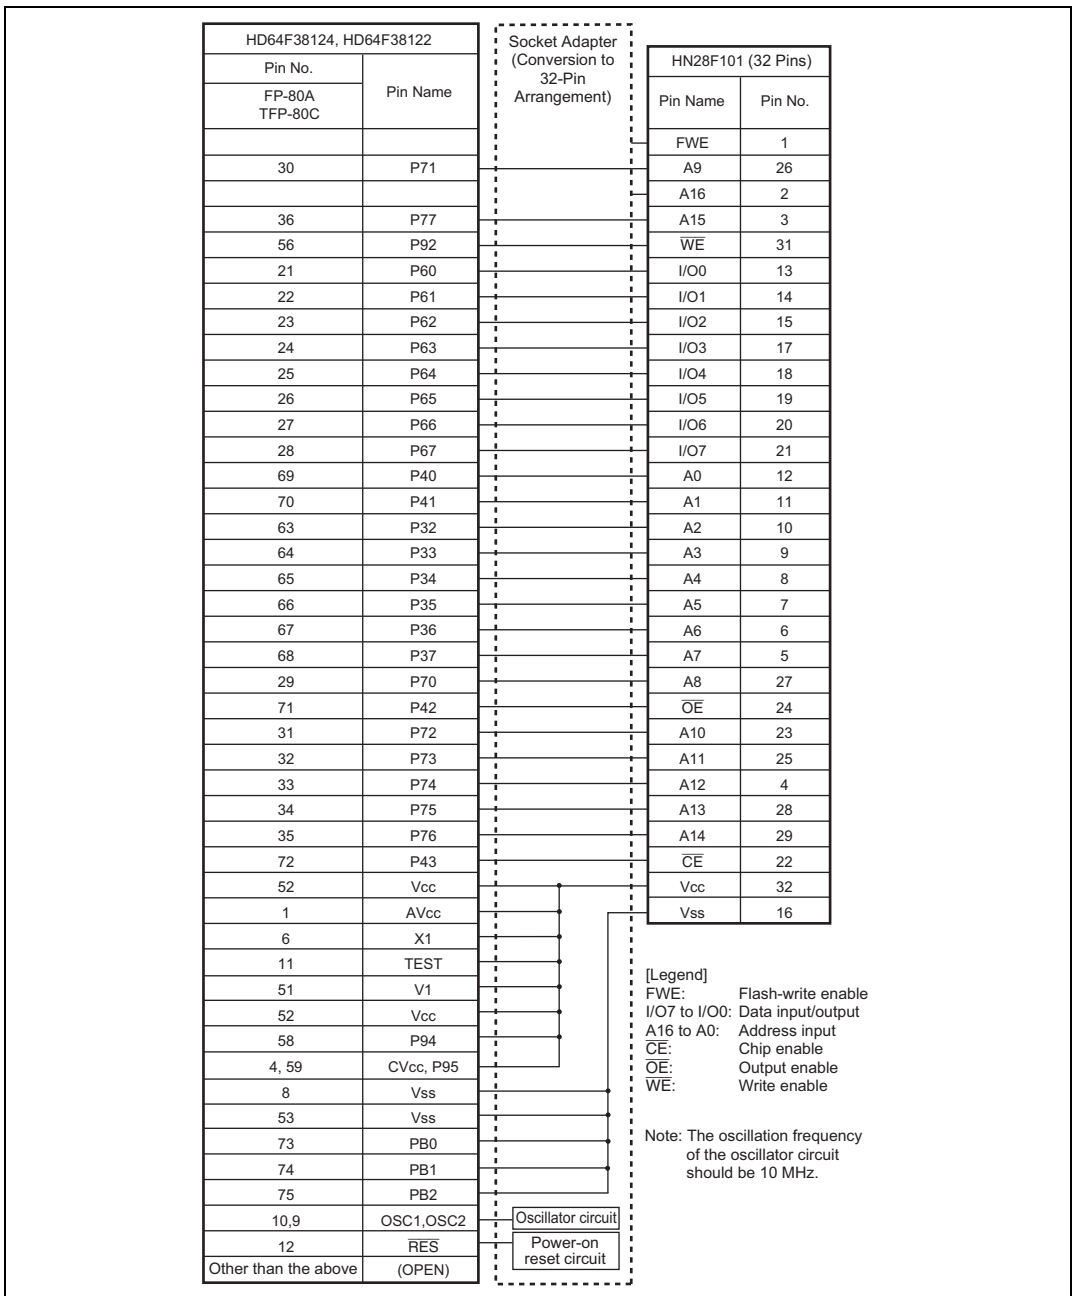 HD64F38124, HD64F38122
Pin No.
FP-80A
TFP-80C
Pin Name
Socket Adapter
(Conversion to
32-Pin
Arrangement)
HN28F101 (32 Pins)
Pin Name Pin No.
FWE 1
30 P71 A9 26
A16 2
36 P77 A15 3
56 P92 W̅E̅ 31
21 P60 I/O0 13
22 P61 I/O1 14
23 P62 I/O2 15
24 P63 I/O3 17
25 P64 I/O4 18
26 P65 I/O5 19
27 P66 I/O6 20
28 P67 I/O7 21
69 P40 A0 12
70 P41 A1 11
63 P32 A2 10
64 P33 A3 9
65 P34 A4 8
66 P35 A5 7
67 P36 A6 6
68 P37 A7 5
29 P70 A8 27
71 P42 O̅E̅ 24
31 P72 A10 23
32 P73 A11 25
33 P74 A12 4
34 P75 A13 28
35 P76 A14 29
72 P43 C̅E̅ 22
52 Vcc Vcc 32
1 AVcc Vss 16
6 X1
11 TEST
51 V1
52 Vcc
58 P94
4, 59 CVcc, P95
8 Vss
53 Vss
73 PB0
74 PB1
75 PB2
10,9 OSC1,OSC2 Oscillator circuit
12 R̅E̅S̅ Power-on
reset circuit
Other than the above (OPEN)
[Legend]
FWE: Flash-write enable
I/O7 to I/O0: Data input/output
A16 to A0: Address input
C̅E̅: Chip enable
O̅E̅: Output enable
W̅E̅: Write enable
Note: The oscillation frequency
of the oscillator circuit
should be 10 MHz.